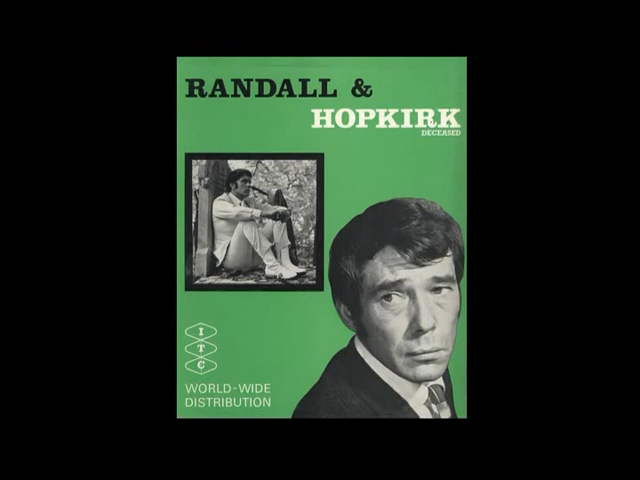 RANDALL &
HOPKIRK
DECEASED
I
T
C
WORLD-WIDE
DISTRIBUTION